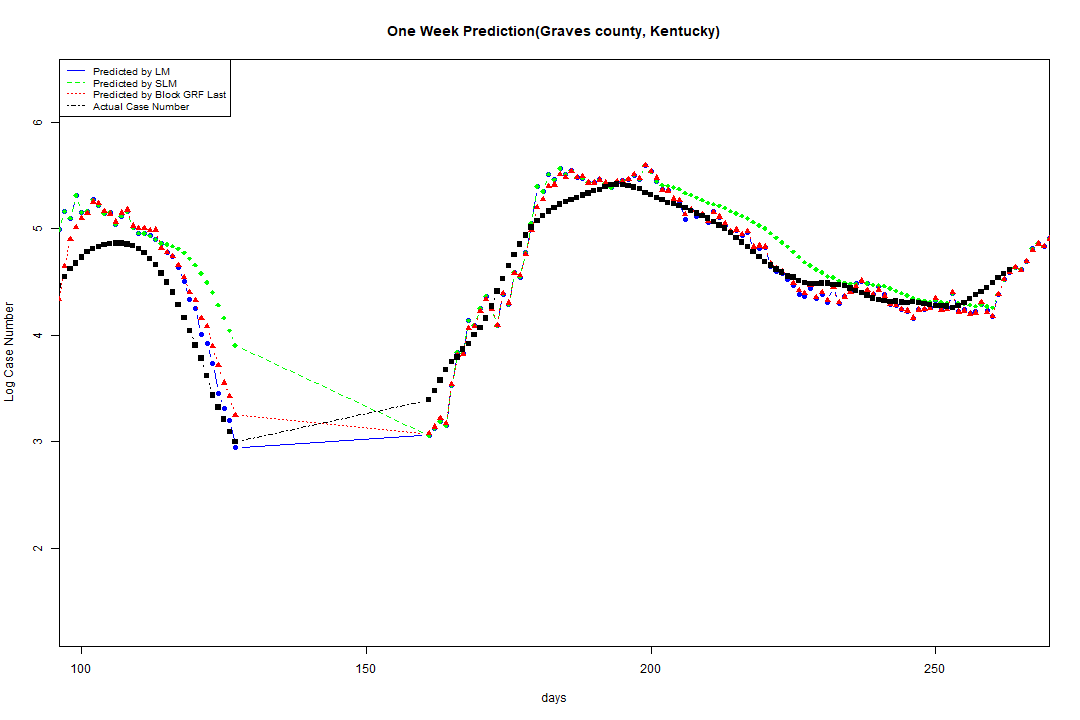 One Week Prediction(Graves county, Kentucky)
Predicted by LM
Predicted by SLM
Predicted by Block GRF Last
Actual Case Number
6
5
4
3
2
Log Case Number
100 150 200 250
days